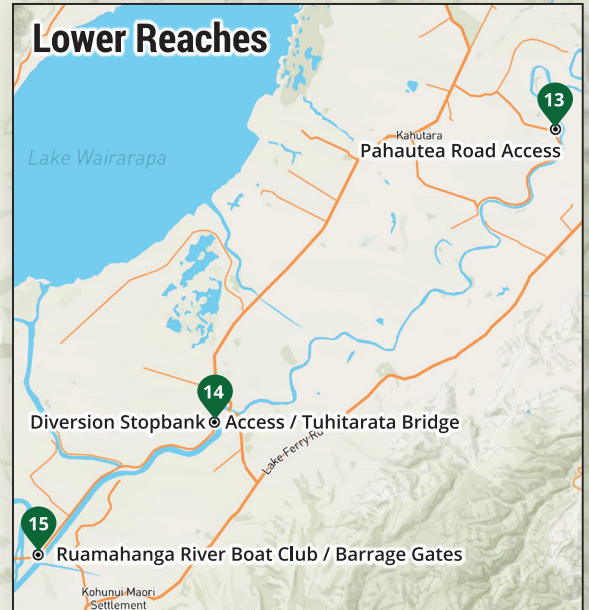 Lower Reaches
13
Kahutara
Pahautea Road Access
Lake Wairarapa
14
Diversion Stopbank Access / Tuhitarata Bridge
Lake-Ferry-Rd
15
Ruamahanga River Boat Club / Barrage Gates
Kohunui Maori
Settlement